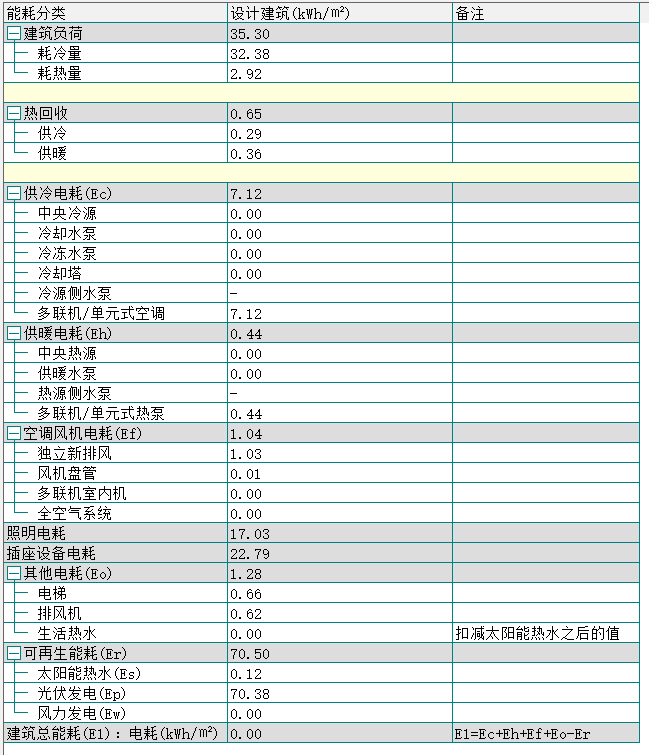 能耗分类 设计建筑(kWh/㎡) 备注
建筑负荷 35.30
耗冷量 32.38
耗热量 2.92
热回收 0.65
供冷 0.29
供暖 0.36
供冷电耗(Ec) 7.12
中央冷源 0.00
冷却水泵 0.00
冷冻水泵 0.00
冷却塔 0.00
冷源侧水泵 -
多联机/单元式空调 7.12
供暖电耗(Eh) 0.44
中央热源 0.00
供暖水泵 0.00
热源侧水泵 -
多联机/单元式热泵 0.44
空调风机电耗(Ef) 1.04
独立新排风 1.03
风机盘管 0.01
多联机室内机 0.00
全空气系统 0.00
照明电耗 17.03
插座设备电耗 22.79
其他电耗(Eo) 1.28
电梯 0.66
排风机 0.62
生活热水 0.00 扣减太阳能热水之后的值
可再生能耗(Er) 70.50
太阳能热水(Es) 0.12
光伏发电(Ep) 70.38
风力发电(Ew) 0.00
建筑总能耗(E1)：电耗(kWh/㎡) 0.00 E1=Ec+Eh+Ef+Eo-Er